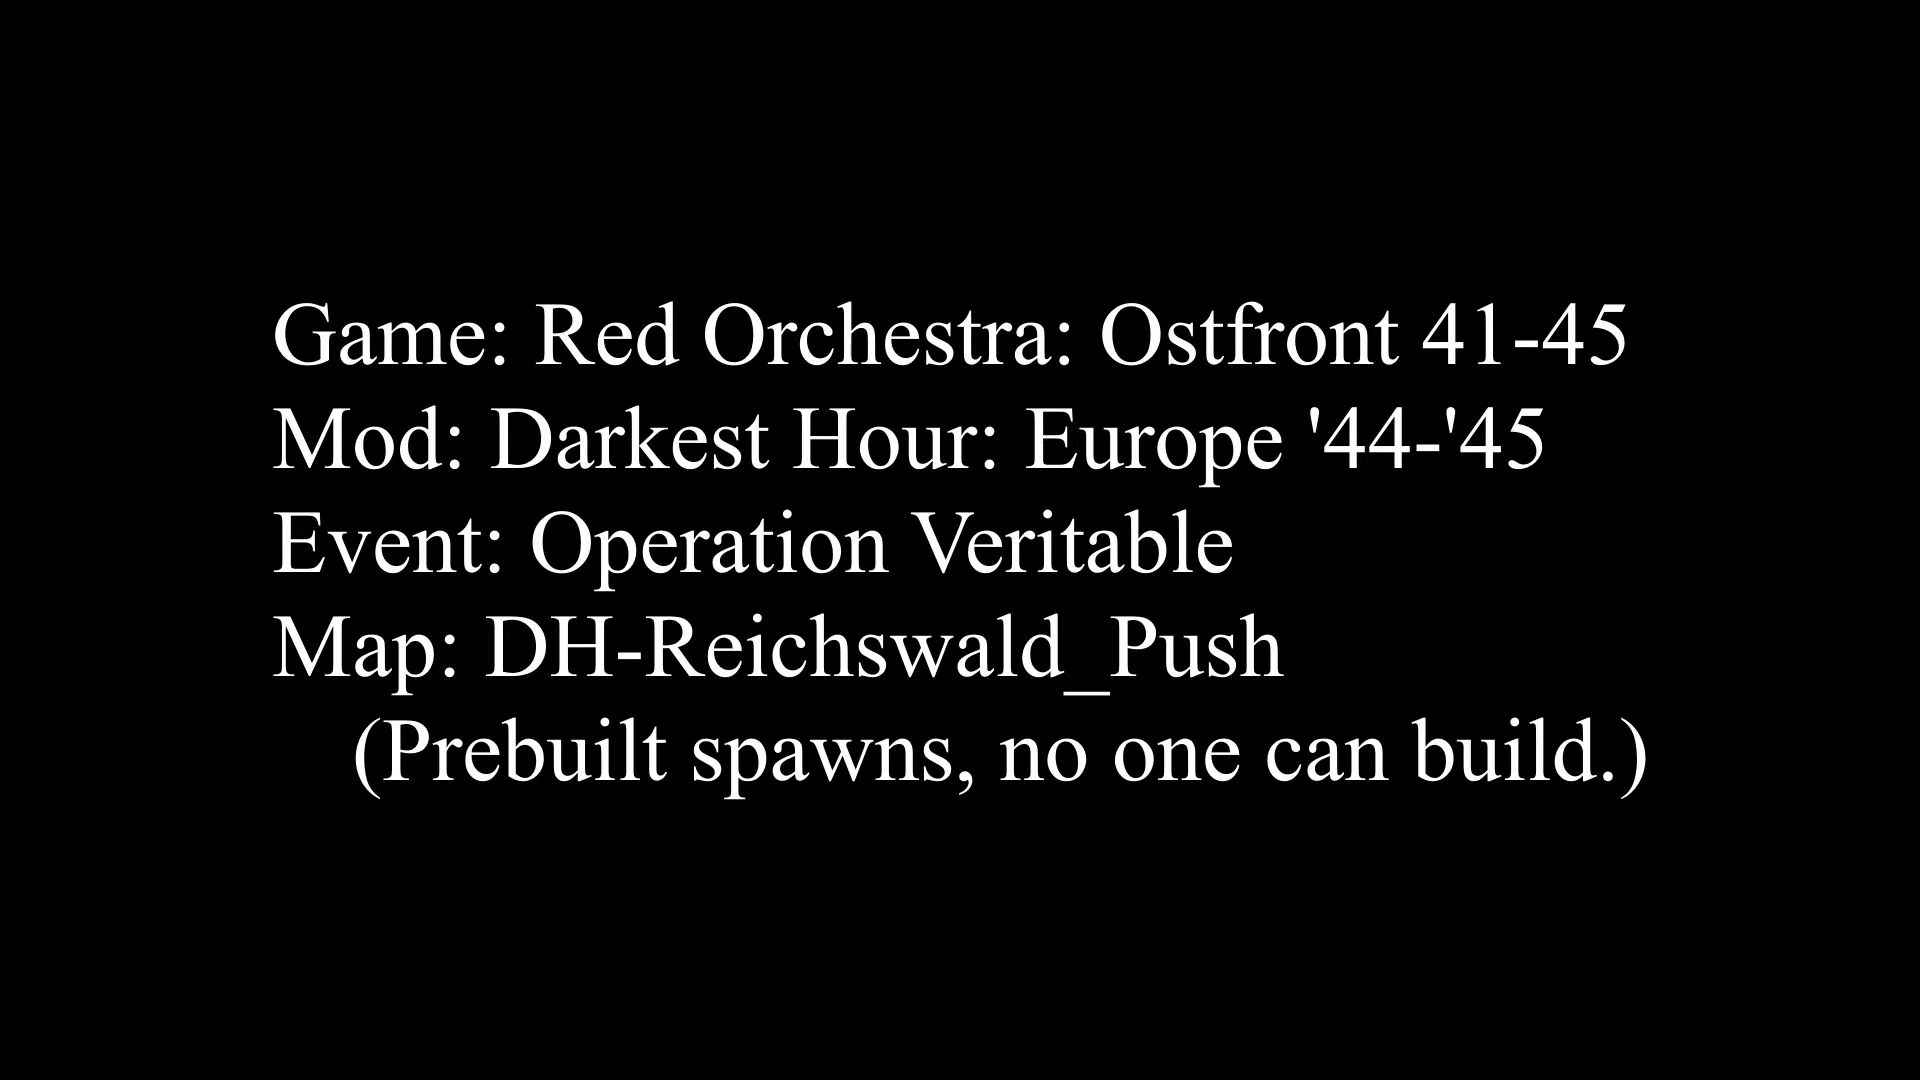 Game: Red Orchestra: Ostfront 41-45
Mod: Darkest Hour: Europe '44-'45
Event: Operation Veritable
Map: DH-Reichswald_Push
(Prebuilt spawns, no one can build.)